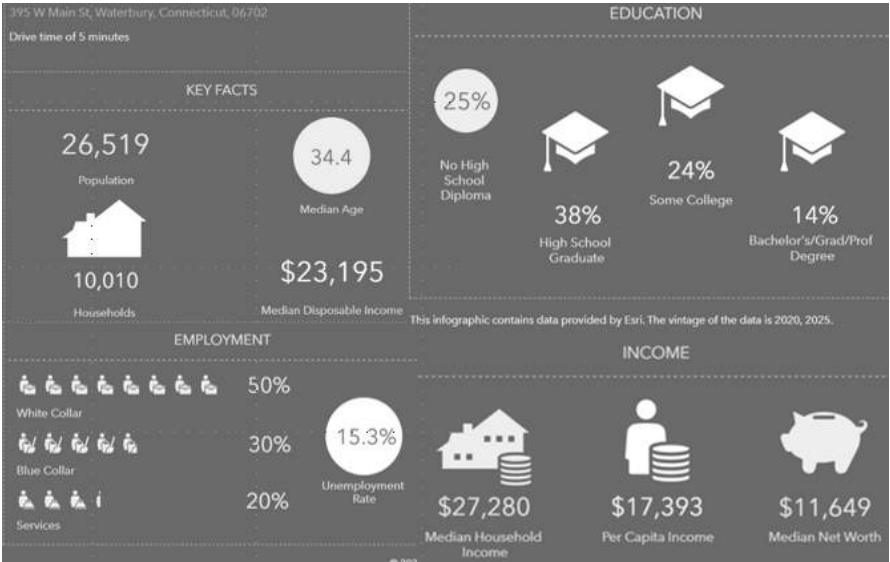 395 W Main St, Waterbury, Connecticut, 06702
Drive time of 5 minutes
KEY FACTS
26,519
Population
34.4
Median Age
10,010
Households
$23,195
Median Disposable Income
EDUCATION
25%
No High
School
Diploma
38%
High School
Graduate
24%
Some College
14%
Bachelor's/Grad/Prof
Degree
This infographic contains data provided by Esri. The vintage of the data is 2020, 2025.
EMPLOYMENT
50%
White Collar
30%
Blue Collar
20%
Services
15.3%
Unemployment
Rate
INCOME
$27,280
Median Household
Income
$17,393
Per Capita Income
$11,649
Median Net Worth